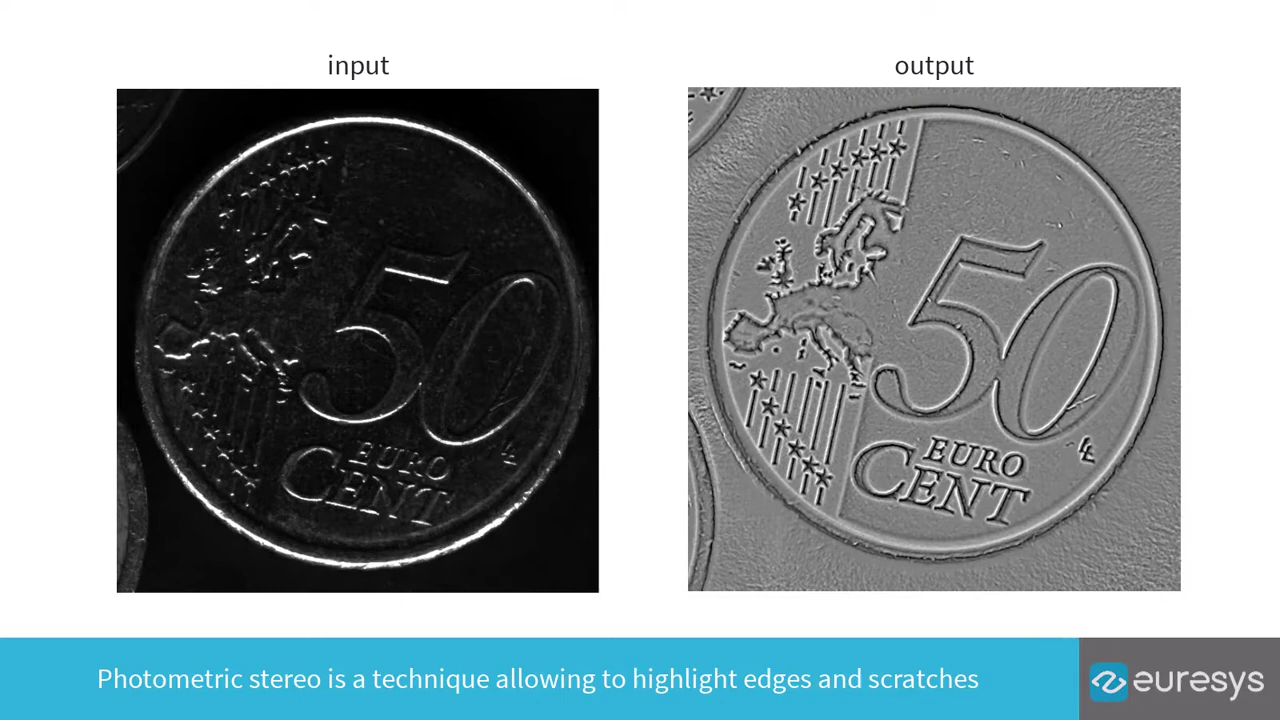 input
output
50
EURO
CENT
50
EURO
CENT
Photometric stereo is a technique allowing to highlight edges and scratches
euresys